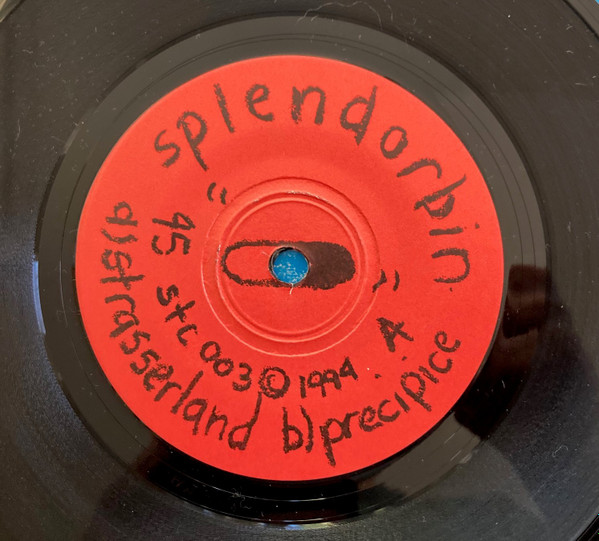 splendorbin.
" 45 stc 003 © 1994. A "
a) strasserland b) precipice